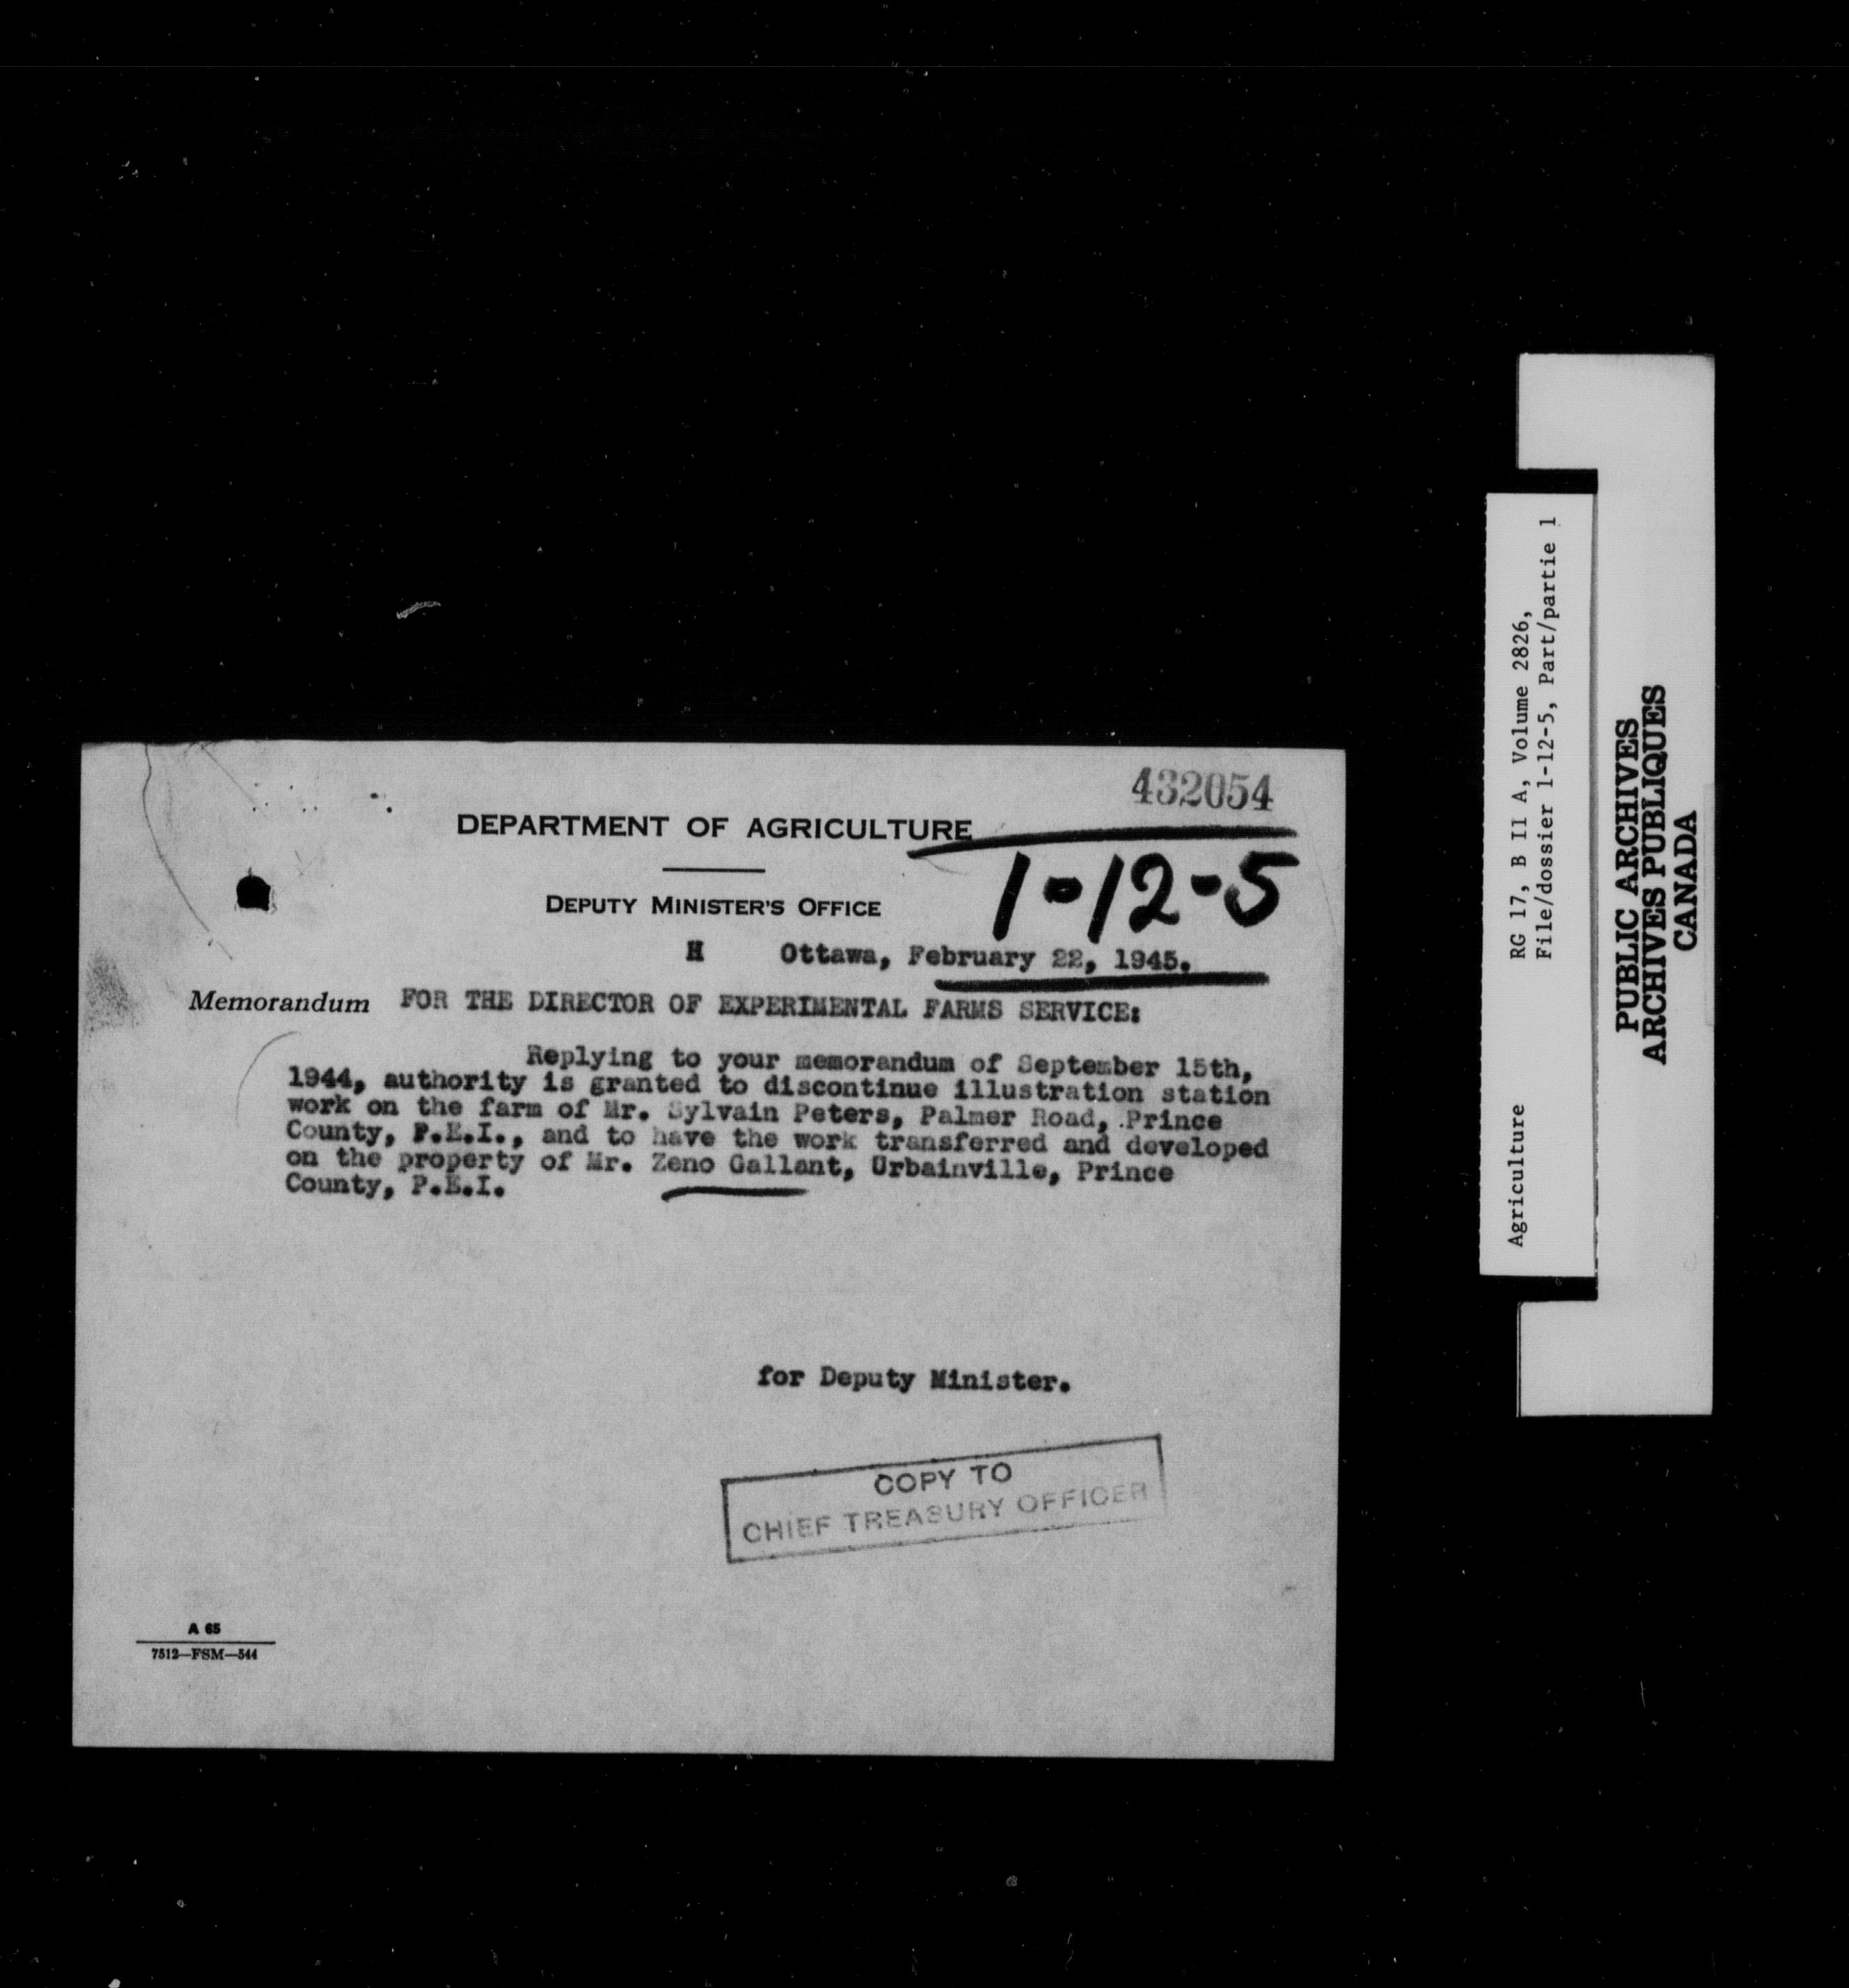 432054
DEPARTMENT OF AGRICULTURE
1-12-5
DEPUTY MINISTER'S OFFICE
H Ottawa, February 22, 1945.
Memorandum FOR THE DIRECTOR OF EXPERIMENTAL FARMS SERVICE:
Replying to your memorandum of September 15th,
1944, authority is granted to discontinue illustration station
work on the farm of Mr. Sylvain Peters, Palmer Road, Prince
County, P.E.I., and to have the work transferred and developed
on the property of Mr. Zeno Gallant, Urbainville, Prince
County, P.E.I.
for Deputy Minister.
COPY TO
CHIEF TREASURY OFFICER
A 65
7512—FSM—544
Agriculture RG 17, B II A, Volume 2826,
File/dossier 1-12-5, Part/partie 1
PUBLIC ARCHIVES
ARCHIVES PUBLIQUES
CANADA